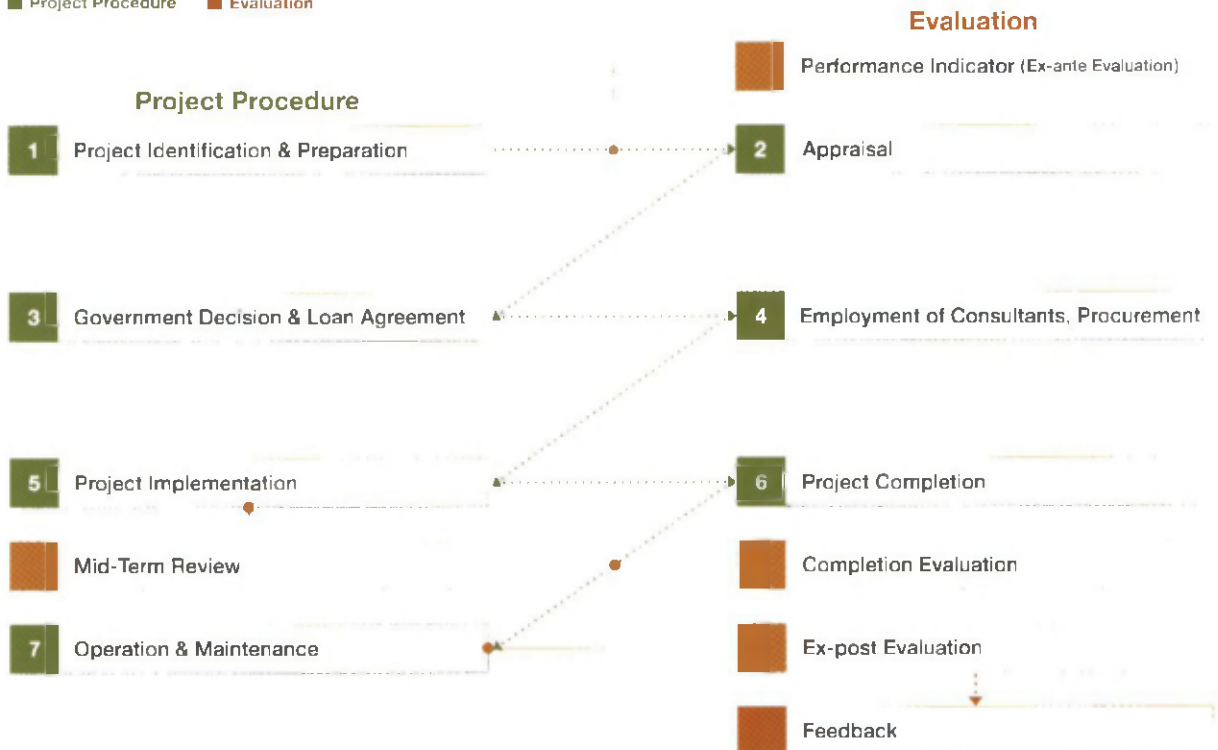 Project Procedure Evaluation
Evaluation
Performance Indicator (Ex-ante Evaluation)
Project Procedure
1 Project Identification & Preparation
2 Appraisal
3 Government Decision & Loan Agreement
4 Employment of Consultants, Procurement
5 Project Implementation
6 Project Completion
Mid-Term Review
Completion Evaluation
7 Operation & Maintenance
Ex-post Evaluation
Feedback